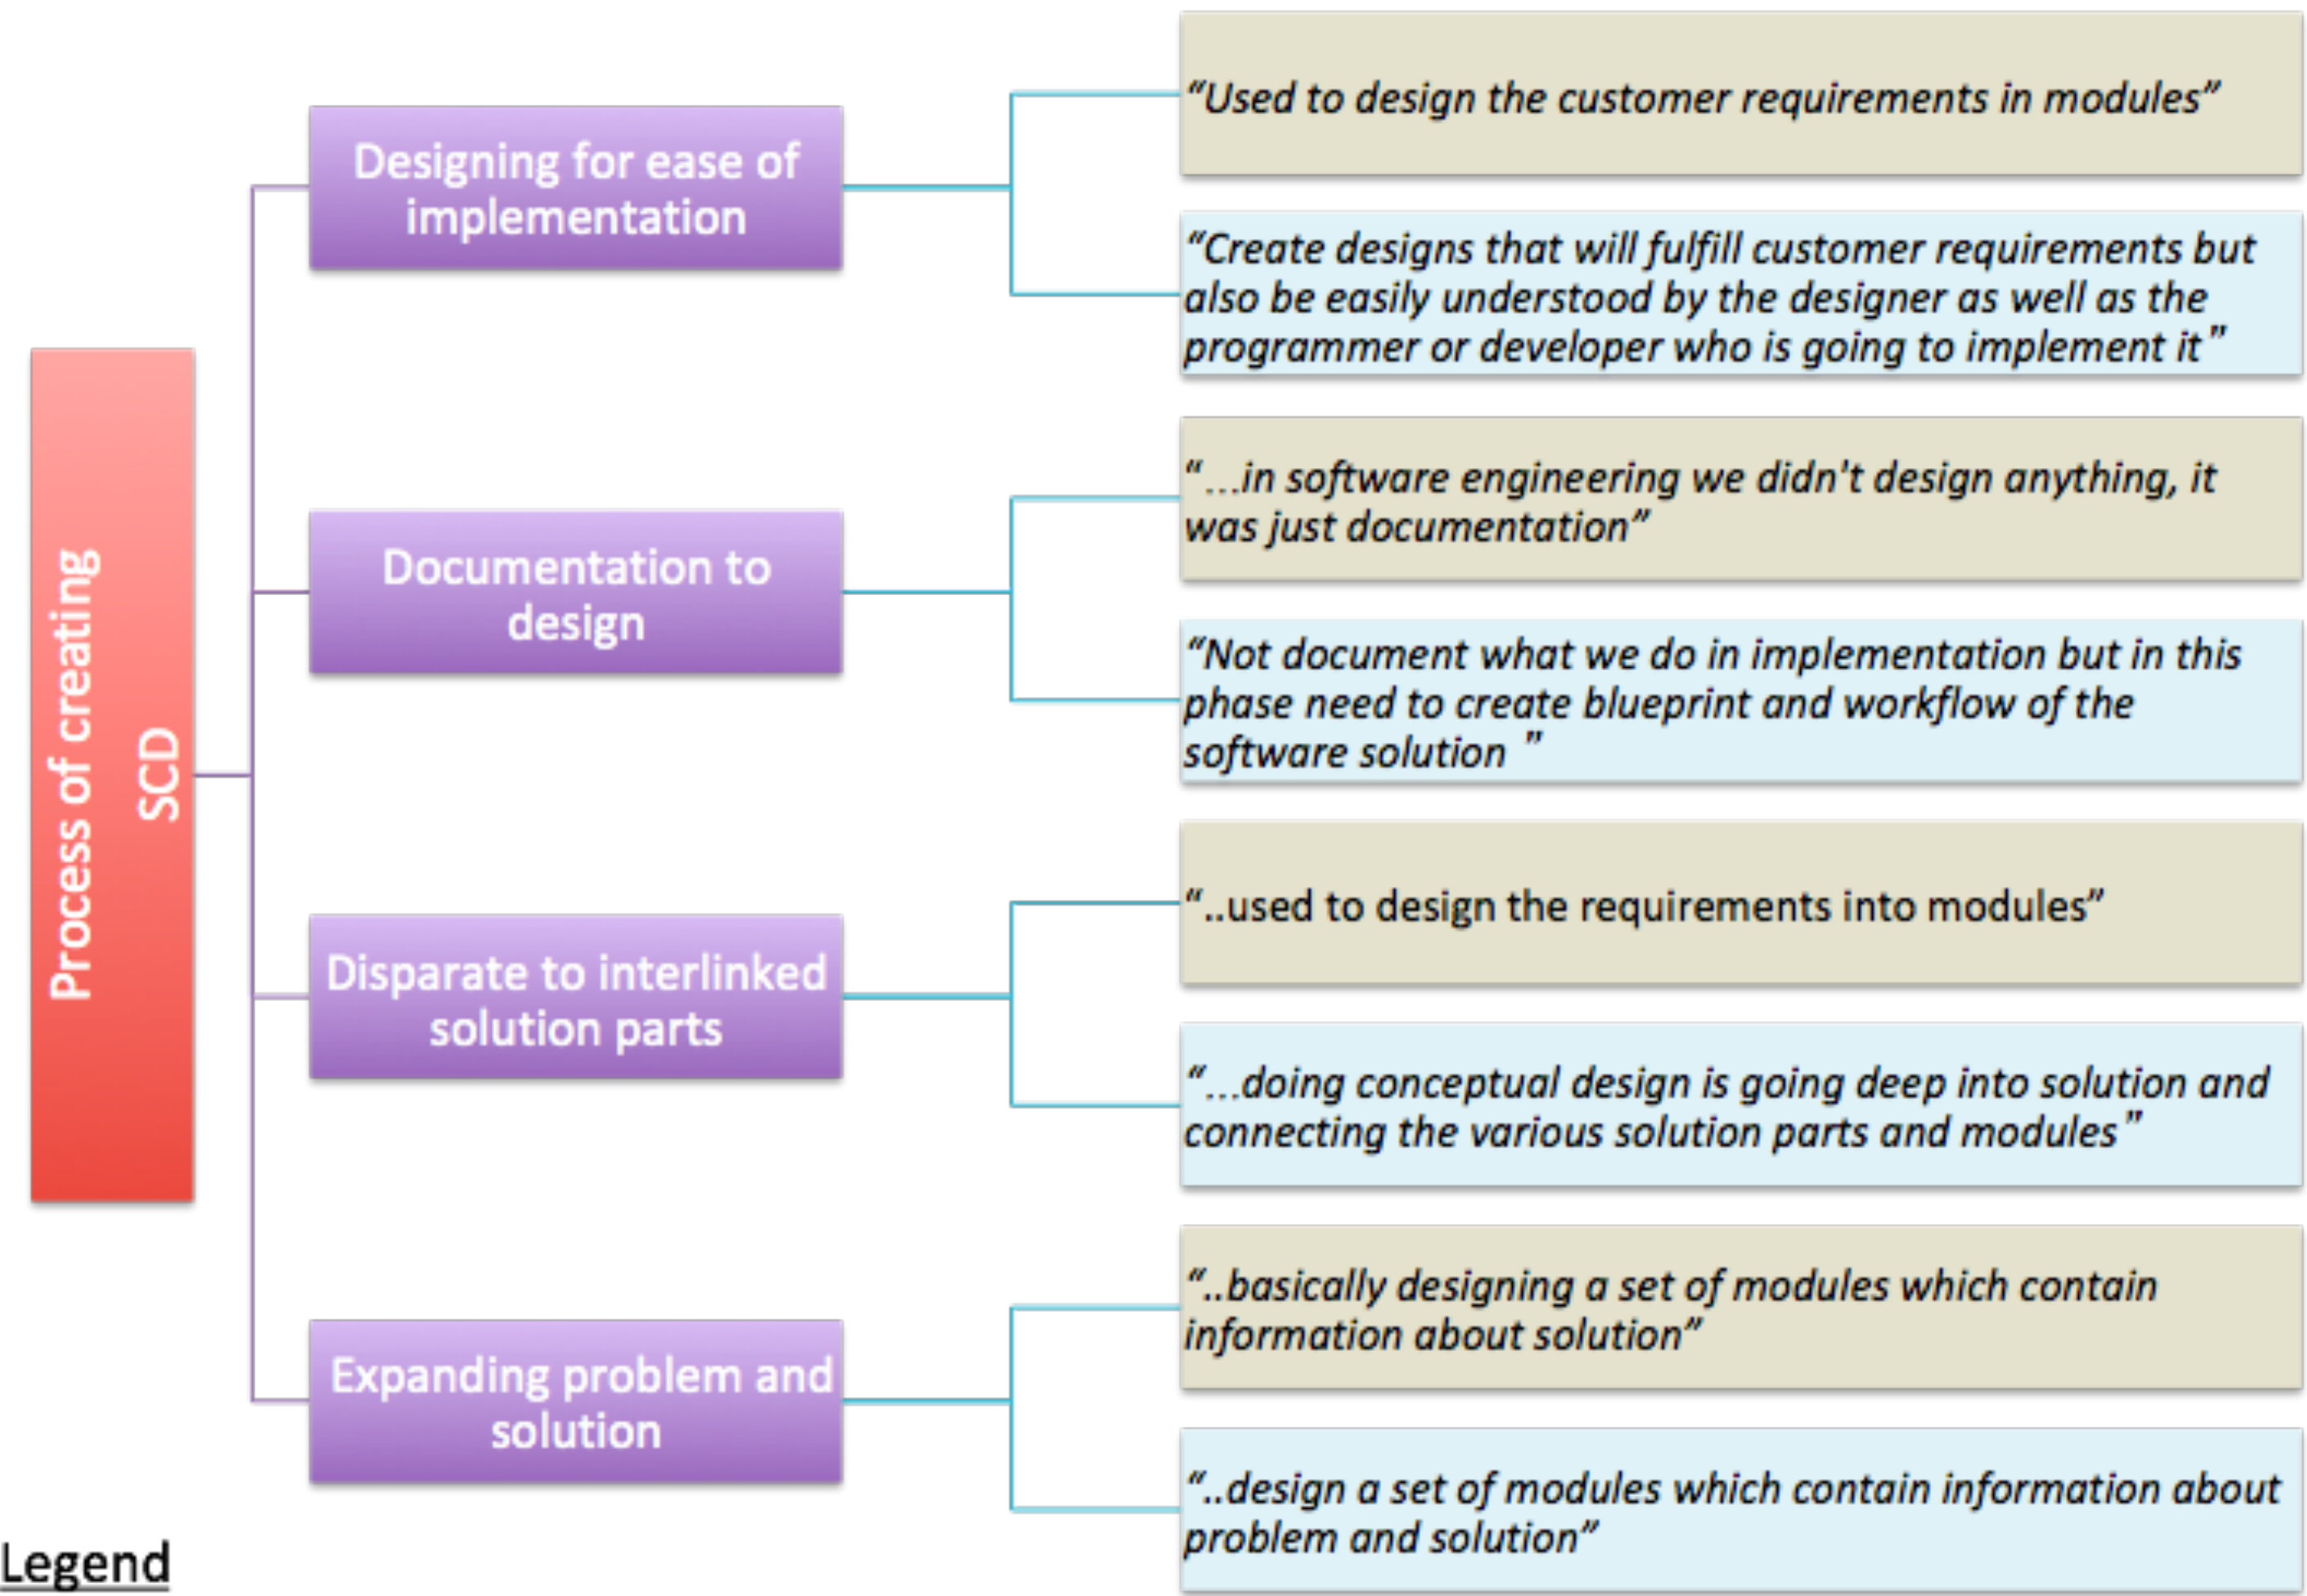 Process of creating
SCD
Designing for ease of
implementation
“Used to design the customer requirements in modules”
“Create designs that will fulfill customer requirements but
also be easily understood by the designer as well as the
programmer or developer who is going to implement it”
Documentation to
design
“...in software engineering we didn't design anything, it
was just documentation”
“Not document what we do in implementation but in this
phase need to create blueprint and workflow of the
software solution ”
Disparate to interlinked
solution parts
“..used to design the requirements into modules”
“...doing conceptual design is going deep into solution and
connecting the various solution parts and modules”
Expanding problem and
solution
“..basically designing a set of modules which contain
information about solution”
“..design a set of modules which contain information about
problem and solution”
Legend